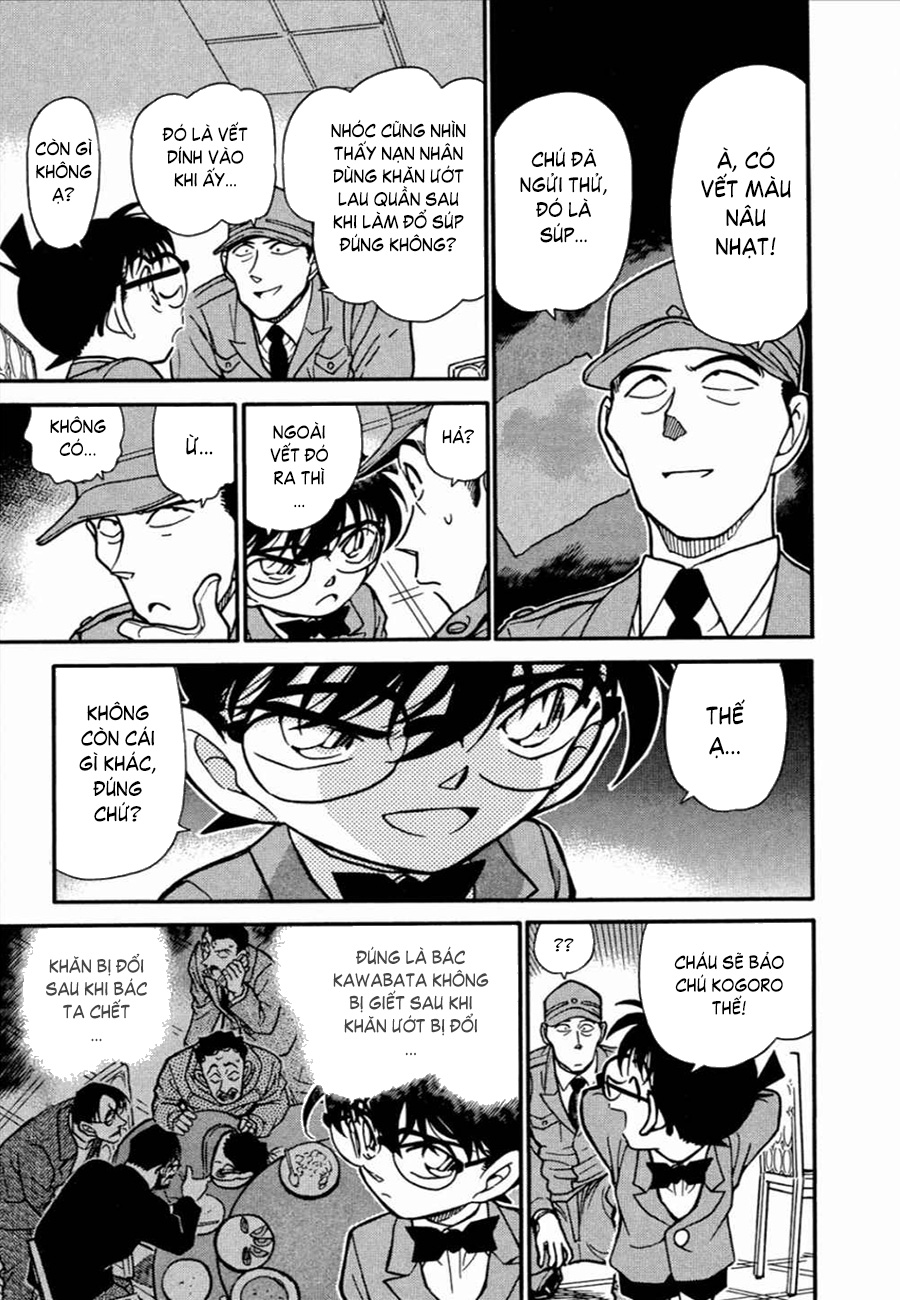 À, CÓ
VẾT MÀU
NÂU
NHẠT!
CHÚ ĐÃ
NGỬI THỬ,
ĐÓ LÀ
SÚP...
NHÓC CŨNG NHÌN
THẤY NẠN NHÂN
DÙNG KHĂN ƯỚT
LAU QUẦN SAU
KHI LÀM ĐỔ SÚP
ĐÚNG KHÔNG?
ĐÓ LÀ VẾT
DÍNH VÀO
KHI ẤY...
CÒN GÌ
KHÔNG
Ạ?
HẢ?
NGOÀI
VẾT ĐÓ
RA THÌ
...
Ừ...
KHÔNG
CÓ...
THẾ
Ạ...
KHÔNG
CÒN CÁI
GÌ KHÁC,
ĐÚNG
CHỨ?
CHÁU SẼ BẢO
CHÚ KOGORO
THẾ!
??
ĐÚNG LÀ BÁC
KAWABATA KHÔNG
BỊ GIẾT SAU KHI
KHĂN ƯỚT BỊ ĐỔI
...
KHĂN BỊ ĐỔI
SAU KHI BÁC
TA CHẾT
...